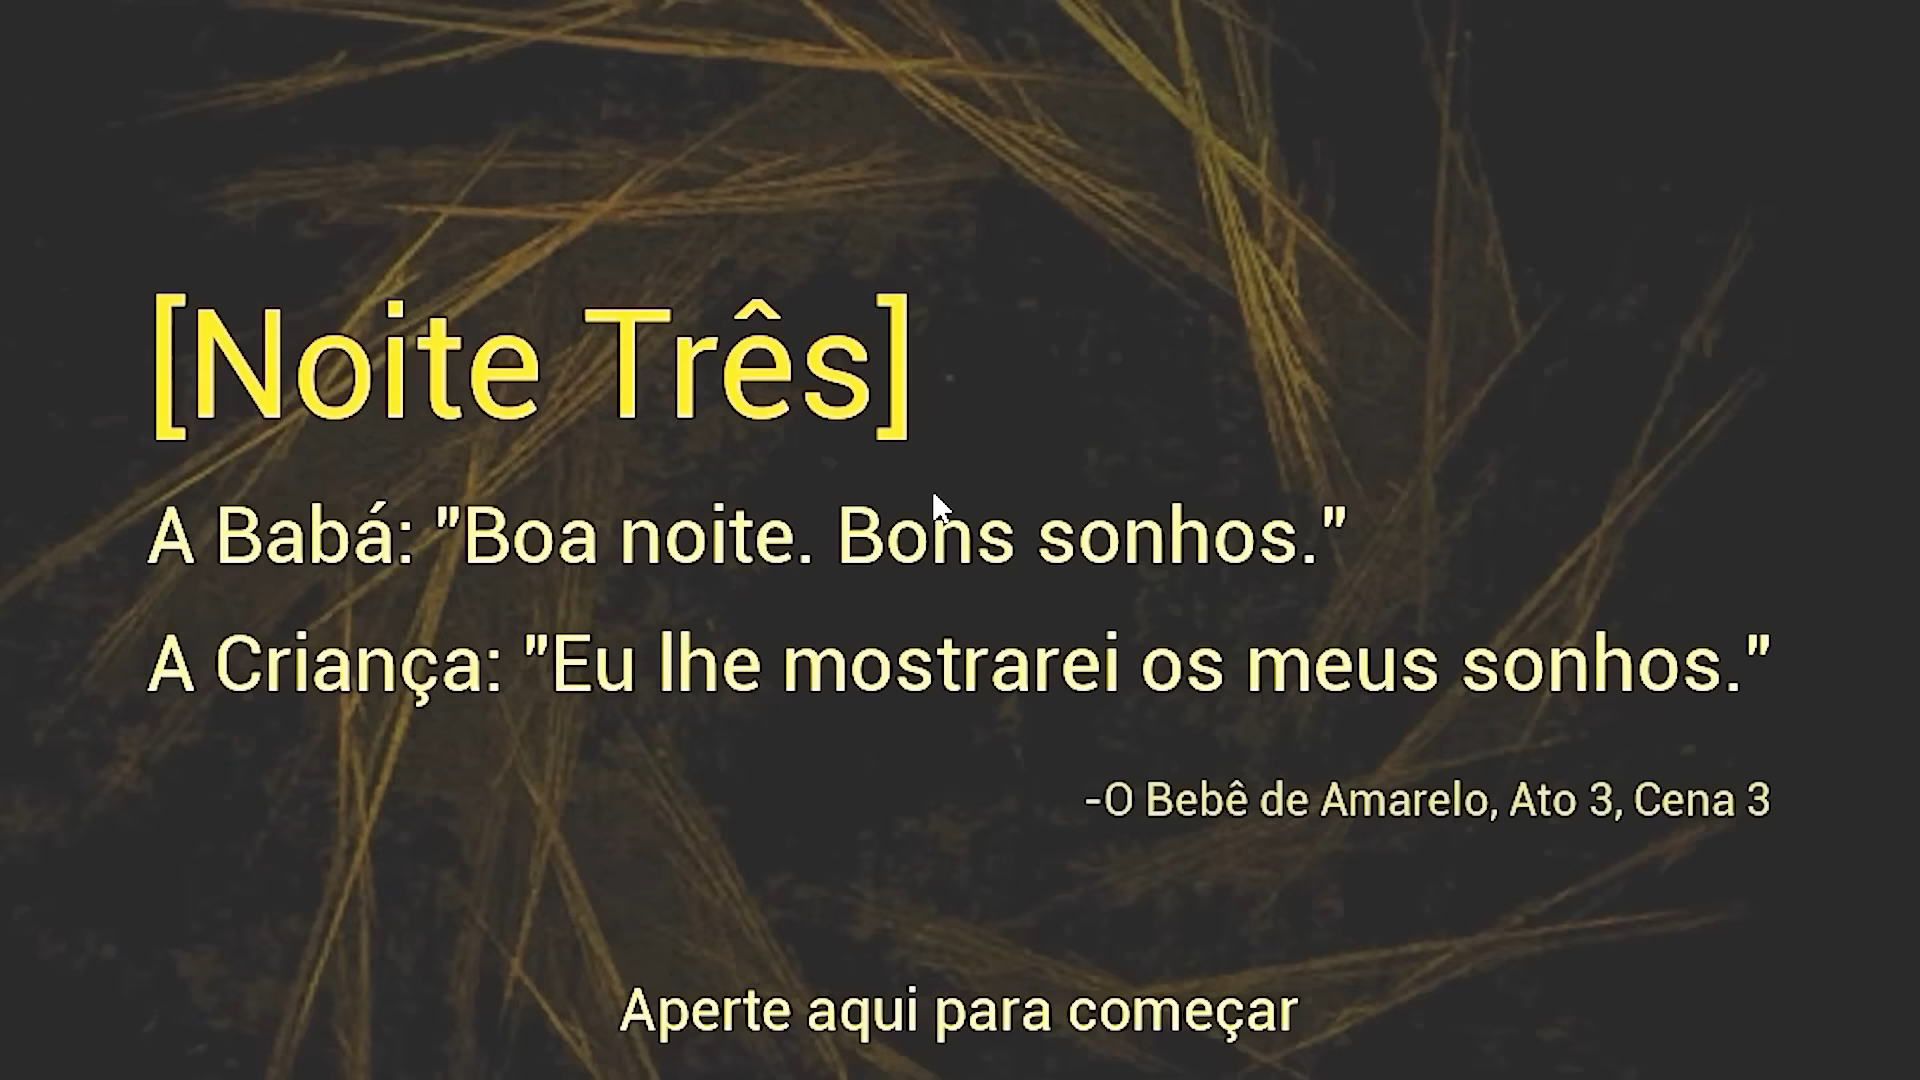 [Noite Três]
A Babá: "Boa noite. Bons sonhos."
A Criança: "Eu lhe mostrarei os meus sonhos."
-O Bebê de Amarelo, Ato 3, Cena 3
Aperte aqui para começar